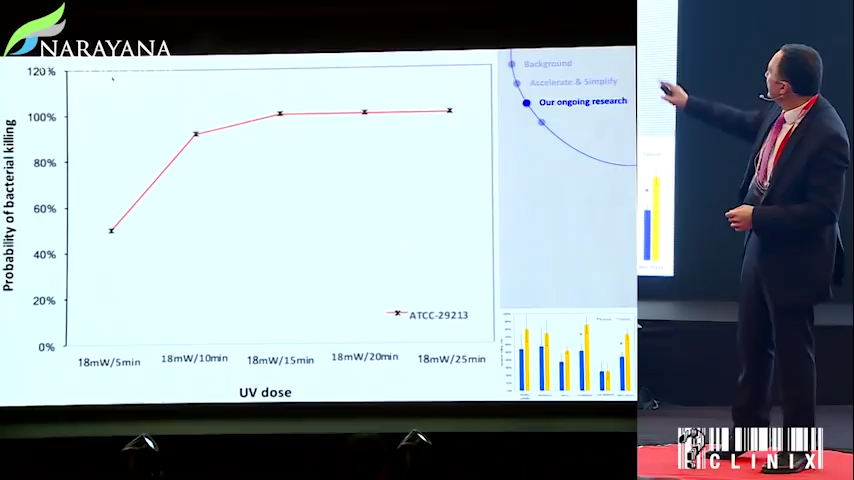 NARAYANA
120%
100%
80%
60%
40%
20%
0%
Probability of bacterial killing
18mW/5min
18mW/10min
18mW/15min
18mW/20min
18mW/25min
UV dose
ATCC-29213
Background
Accelerate & Simplify
Our ongoing research
CLINIX